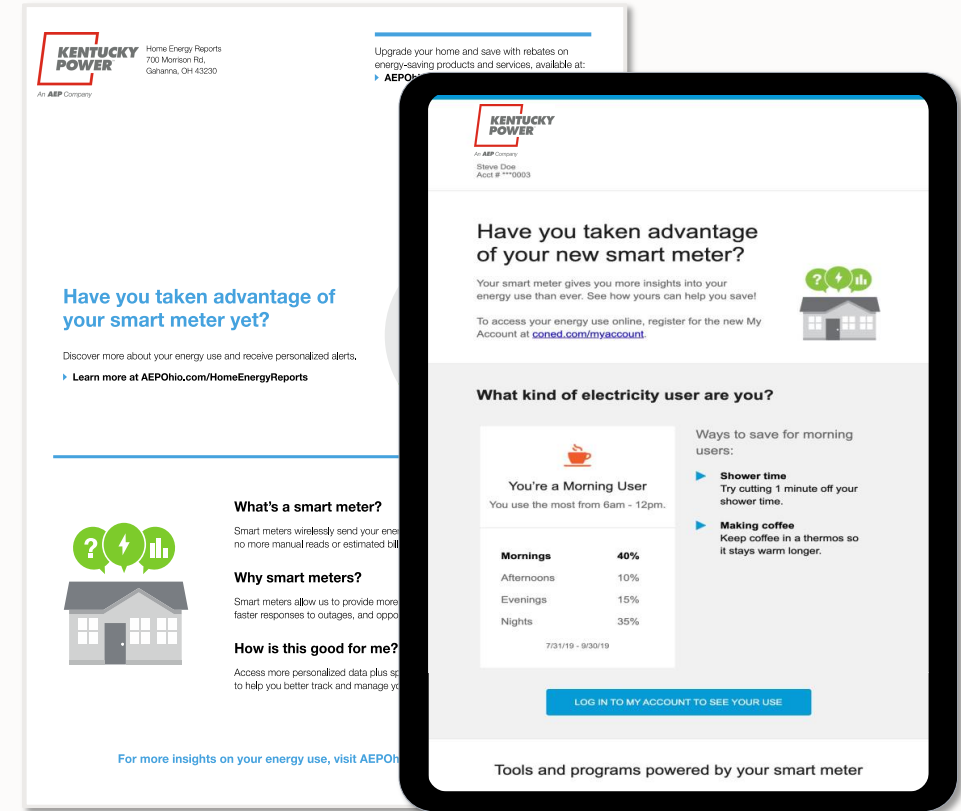 KENTUCKY
POWER
An AEP Company
Home Energy Reports
700 Morrison Rd,
Gahanna, OH 43230
Upgrade your home and save with rebates on
energy-saving products and services, available at:
Have you taken advantage of
your smart meter yet?
Discover more about your energy use and receive personalized alerts.
Learn more at AEPOhio.com/HomeEnergyReports
?
What's a smart meter?
Smart meters wirelessly send your
no more manual reads or estimated
Why smart meters?
Smart meters allow us to provide more
faster responses to outages, and
How is this good for me?
Access more personalized data plus
to help you better track and manage
For more insights on your energy use, visit
KENTUCKY
POWER
An AEP Company
Steve Doe
Acct # ***0003
Have you taken advantage
of your new smart meter?
Your smart meter gives you more insights into your
energy use than ever. See how yours can help you save!
To access your energy use online, register for the new My
Account at coned.com/myaccount.
?
What kind of electricity user are you?
You're a Morning User
You use the most from 6am - 12pm.
Mornings 40%
Afternoons 10%
Evenings 15%
Nights 35%
7/31/19 - 9/30/19
Ways to save for morning
users:
Shower time
Try cutting 1 minute off your
shower time.
Making coffee
Keep coffee in a thermos so
it stays warm longer.
LOG IN TO MY ACCOUNT TO SEE YOUR USE
Tools and programs powered by your smart meter